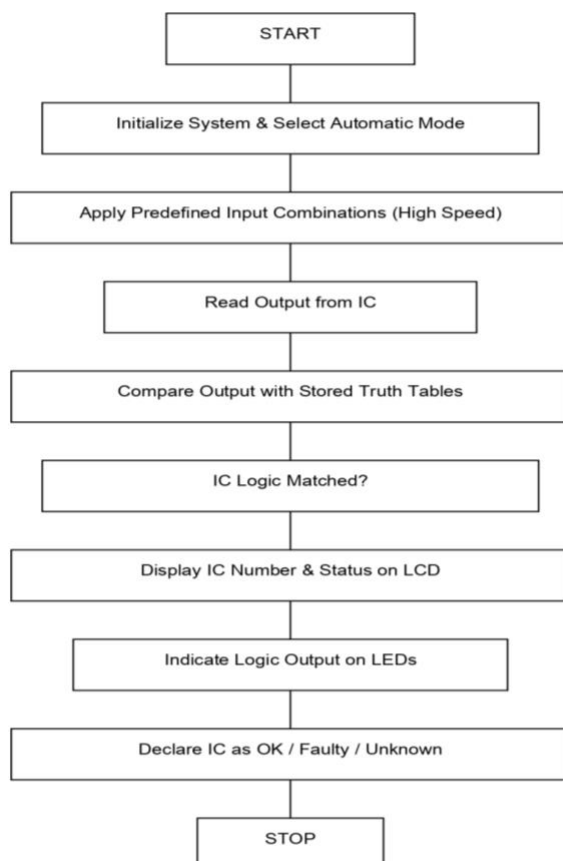 START
Initialize System & Select Automatic Mode
Apply Predefined Input Combinations (High Speed)
Read Output from IC
Compare Output with Stored Truth Tables
IC Logic Matched?
Display IC Number & Status on LCD
Indicate Logic Output on LEDs
Declare IC as OK / Faulty / Unknown
STOP